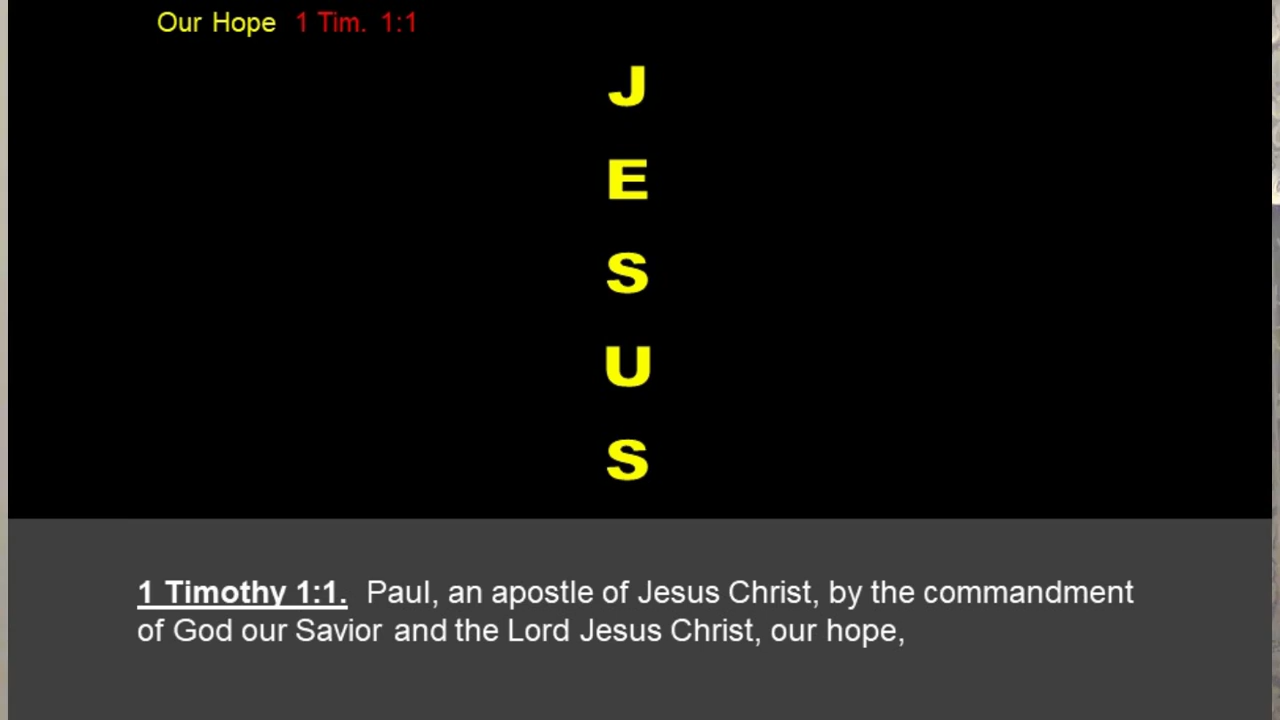 Our Hope 1 Tim. 1:1
J
E
S
U
S
1 Timothy 1:1. Paul, an apostle of Jesus Christ, by the commandment
of God our Savior and the Lord Jesus Christ, our hope,